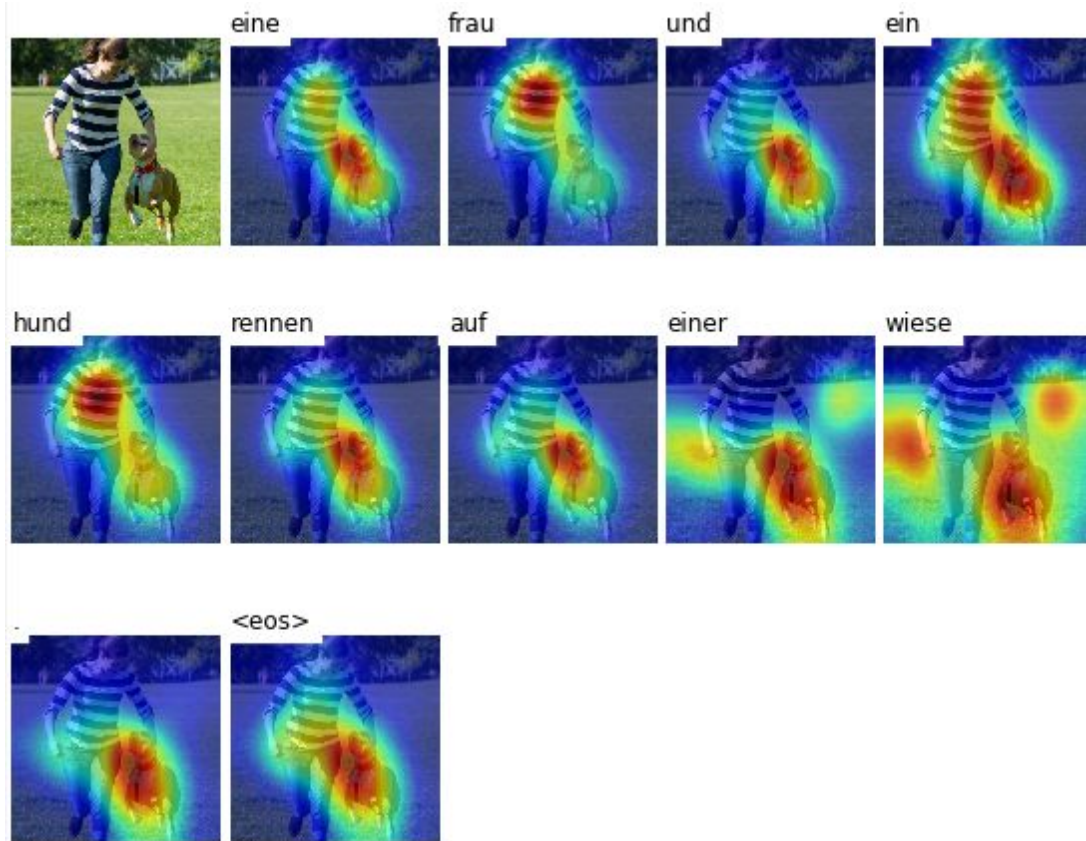 eine frau und ein
hund rennen auf einer wiese
. <eos>